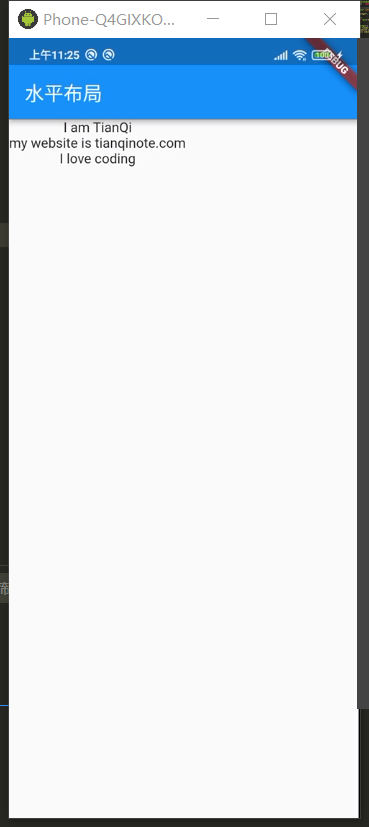 Phone-Q4GIXKO...
上午11:25
100
DEBUG
水平布局
I am TianQi
my website is tianqinote.com
I love coding